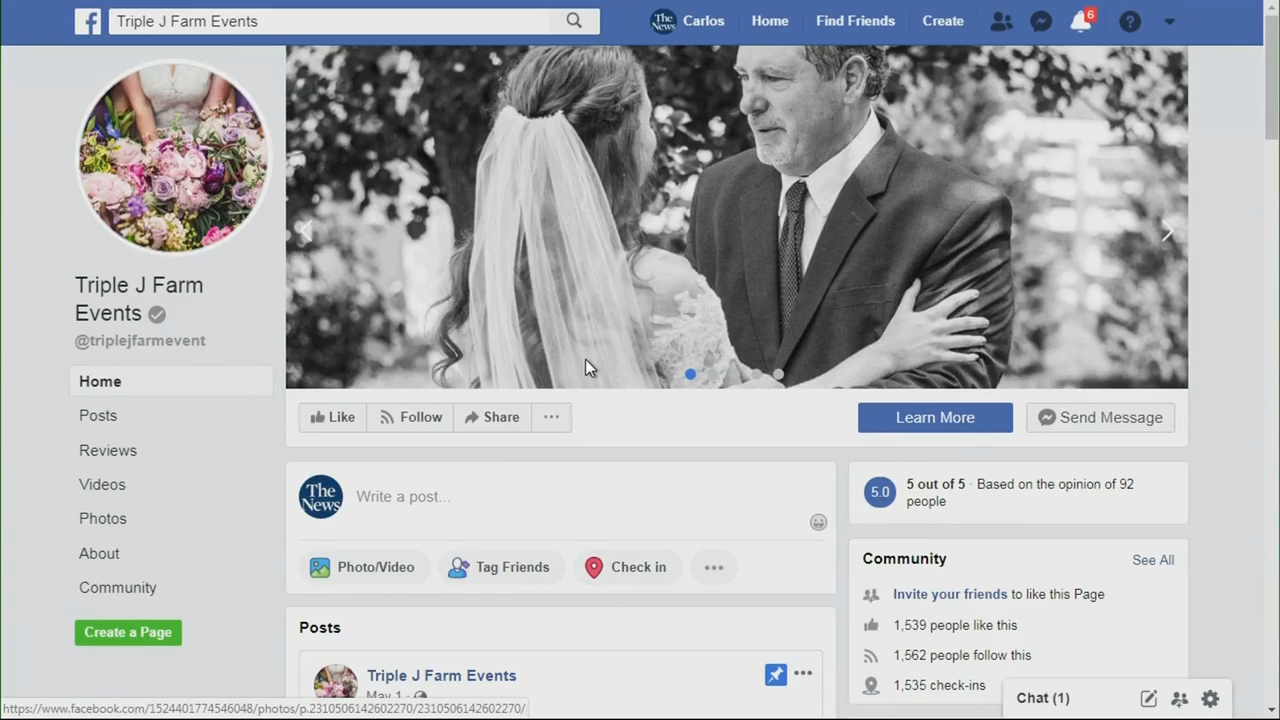 Triple J Farm Events
The News
Carlos
Home
Find Friends
Create
6
Triple J Farm
Events
@triplejfarmevent
Home
Posts
Reviews
Videos
Photos
About
Community
Create a Page
Like
Follow
Share
Learn More
Send Message
The
News
Write a post...
Photo/Video
Tag Friends
Check in
Posts
Triple J Farm Events
May 1
5.0
5 out of 5 · Based on the opinion of 92
people
Community
See All
Invite your friends to like this Page
1,539 people like this
1,562 people follow this
1,535 check-ins
Chat (1)
https://www.facebook.com/1524401774546048/photos/p.2310506142602270/2310506142602270/